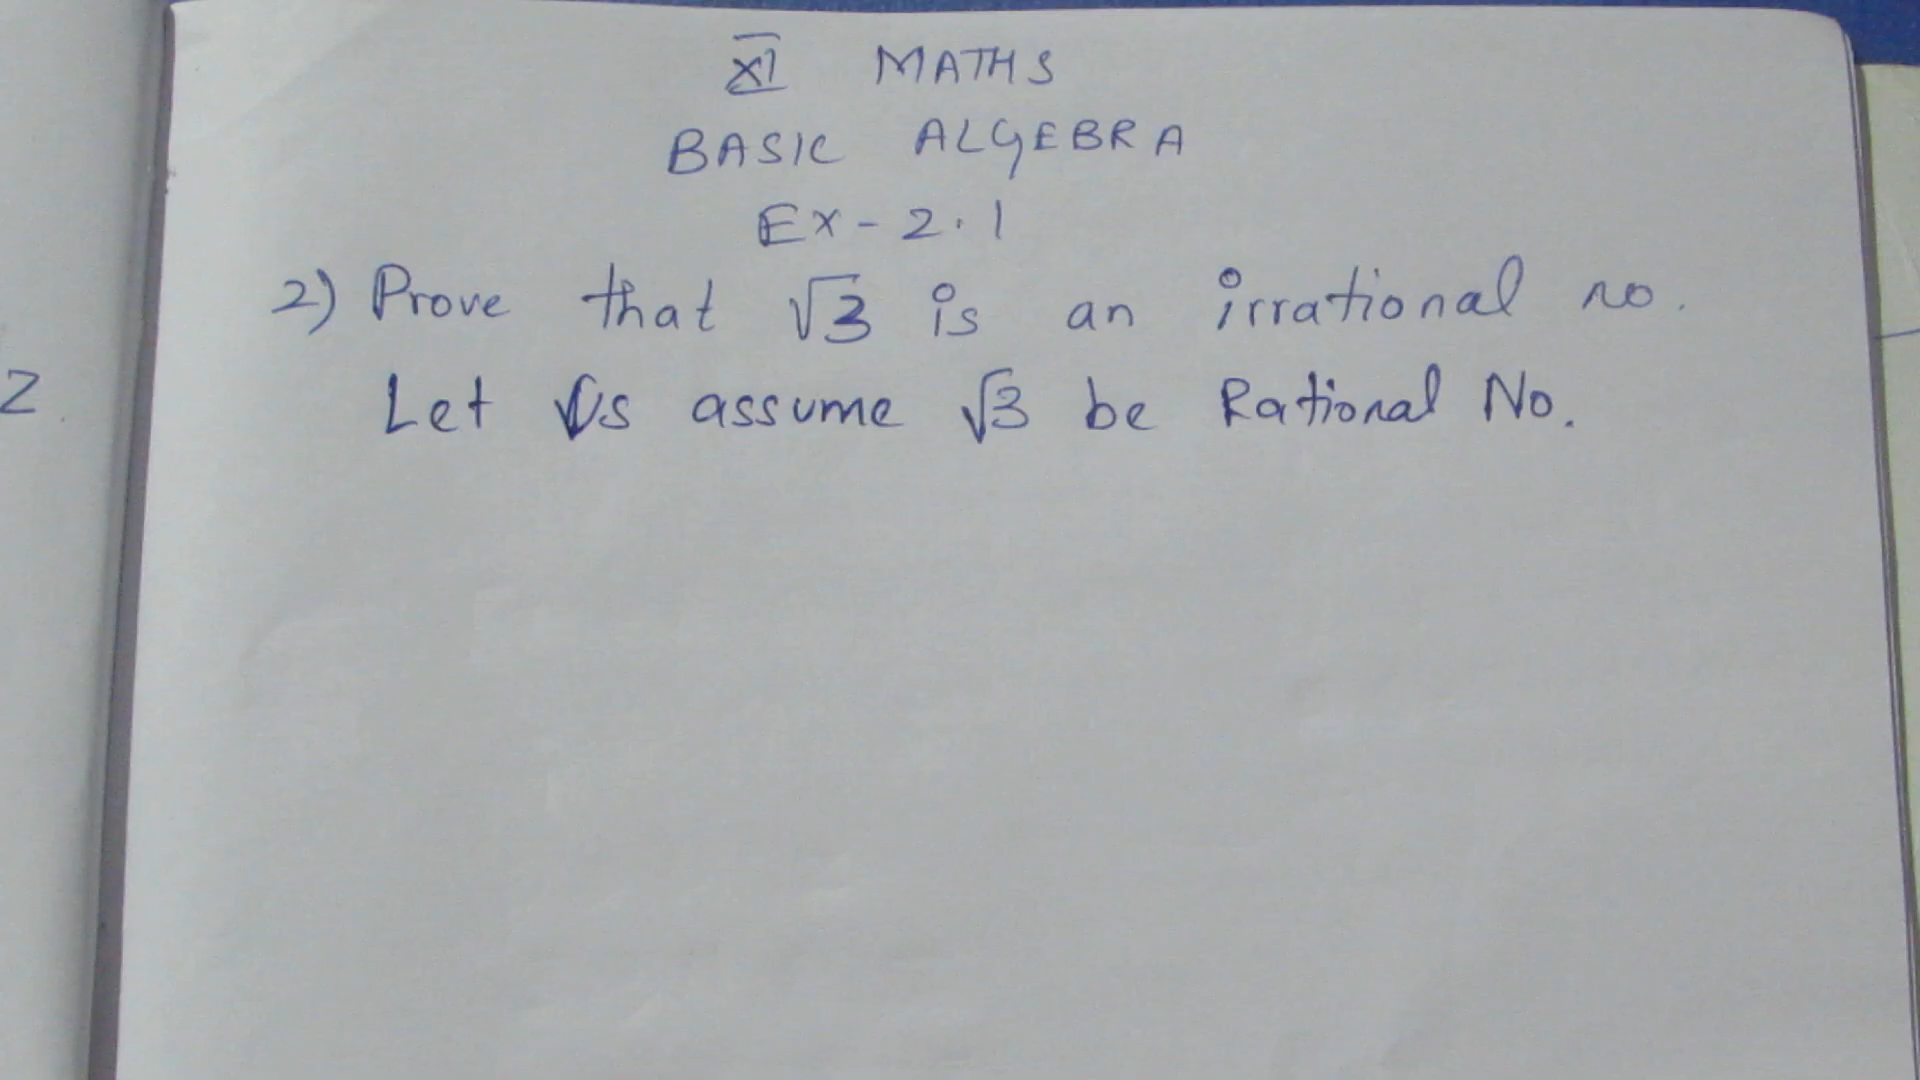 XI MATHS
BASIC ALGEBRA
Ex - 2.1
2) Prove that √3 is an irrational no.
Let Us assume √3 be Rational No.
2